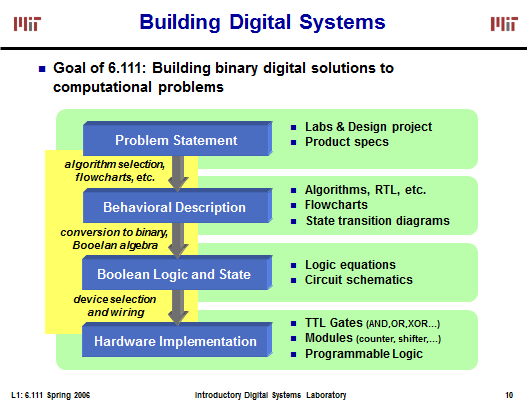 MIT
Building Digital Systems
MIT
Goal of 6.111: Building binary digital solutions to
computational problems
Problem Statement
Labs & Design project
Product specs
algorithm selection,
flowcharts, etc.
Behavioral Description
Algorithms, RTL, etc.
Flowcharts
State transition diagrams
conversion to binary,
Booelan algebra
Boolean Logic and State
Logic equations
Circuit schematics
device selection
and wiring
Hardware Implementation
TTL Gates (AND,OR,XOR…)
Modules (counter, shifter,…)
Programmable Logic
L1: 6.111 Spring 2006
Introductory Digital Systems Laboratory
10